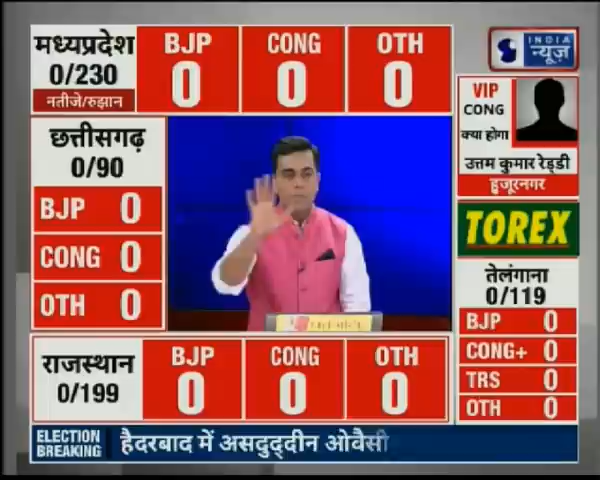 मध्यप्रदेश
0/230
नतीजे/रुझान
BJP
0
CONG
0
OTH
0
INDIA
न्यूज़
छत्तीसगढ़
0/90
BJP 0
CONG 0
OTH 0
VIP
CONG
क्या होगा
उत्तम कुमार रेड्डी
हुजूरनगर
TOREX
तेलंगाना
0/119
BJP 0
CONG+ 0
TRS 0
OTH 0
राजस्थान
0/199
BJP
0
CONG
0
OTH
0
ELECTION
BREAKING
हैदरबाद में असदुद्दीन ओवैसी